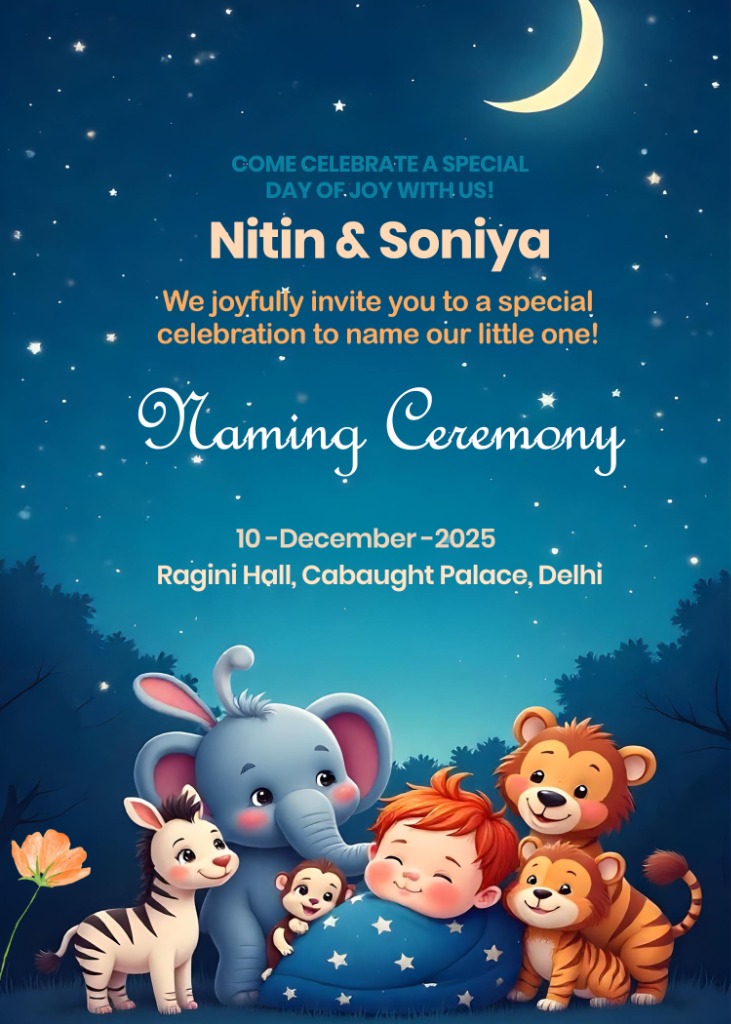 COME CELEBRATE A SPECIAL
DAY OF JOY WITH US!
Nitin & Soniya
We joyfully invite you to a special
celebration to name our little one!
Naming Ceremony
10 -December -2025
Ragini Hall, Cabaught Palace, Delhi